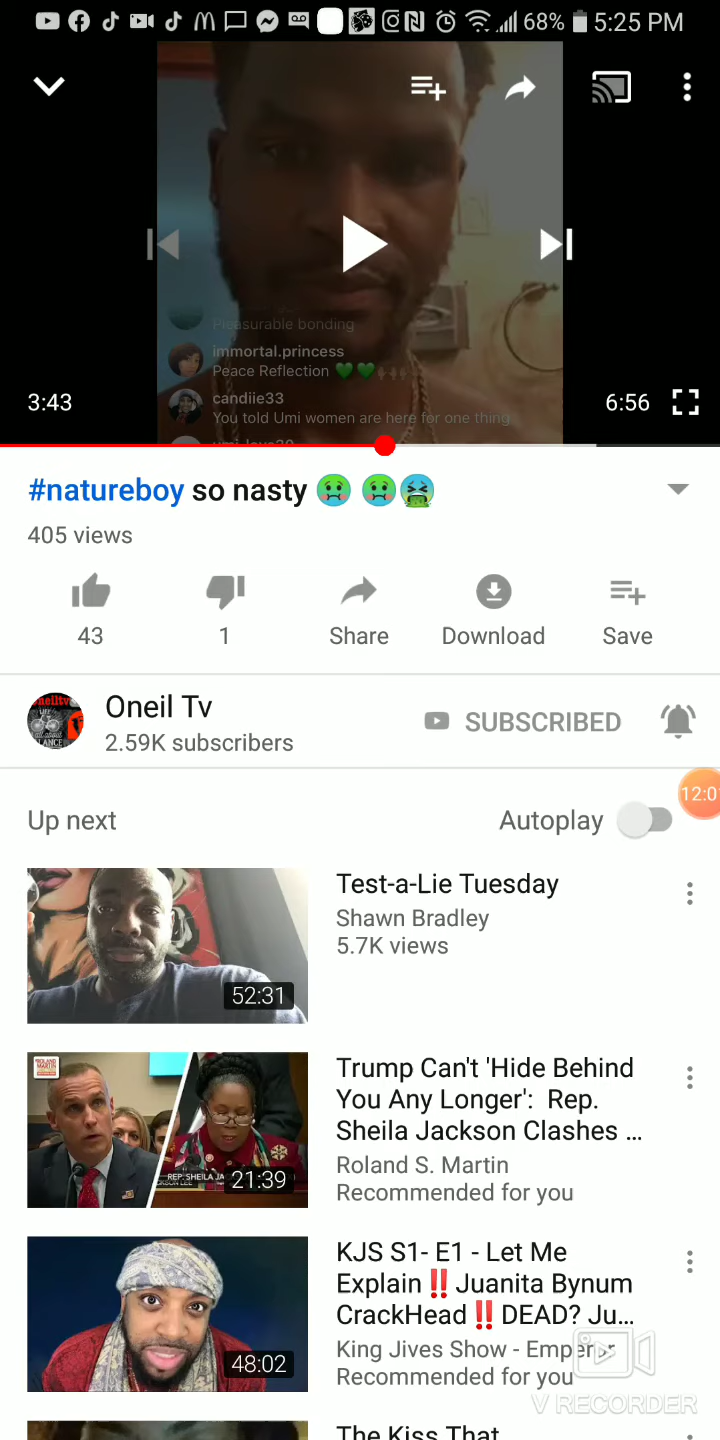 68% 5:25 PM
Pleasurable bonding
immortal.princess
Peace Reflection 💚💚
candiie33
You told Umi women are here for one thing
3:43
6:56
#natureboy so nasty 🤢 🤢🤮
405 views
43
1
Share
Download
Save
Oneil Tv
2.59K subscribers
SUBSCRIBED
12:01
Up next
Autoplay
Test-a-Lie Tuesday
Shawn Bradley
5.7K views
52:31
Trump Can't 'Hide Behind
You Any Longer': Rep.
Sheila Jackson Clashes ...
Roland S. Martin
Recommended for you
ROLAND
MARTIN
REP. SHEILA JA
CKSON LEE
21:39
KJS S1- E1 - Let Me
Explain‼️Juanita Bynum
CrackHead‼️DEAD? Ju...
King Jives Show - Emperor
Recommended for you
48:02
V RECORDER
The Kiss That